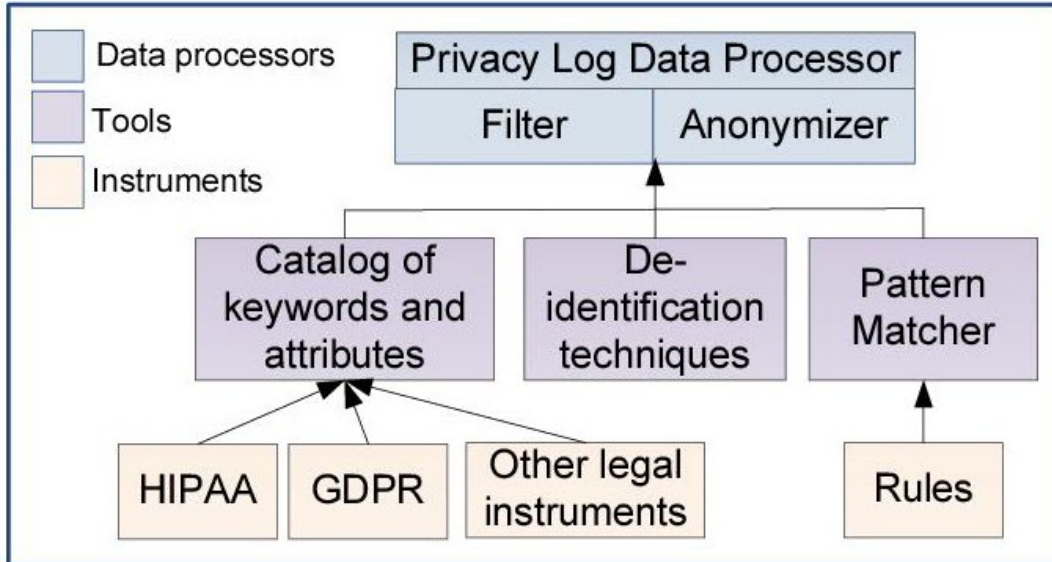 Data processors
Tools
Instruments
Privacy Log Data Processor
Filter
Anonymizer
Catalog of
keywords and
attributes
De-
identification
techniques
Pattern
Matcher
HIPAA
GDPR
Other legal
instruments
Rules